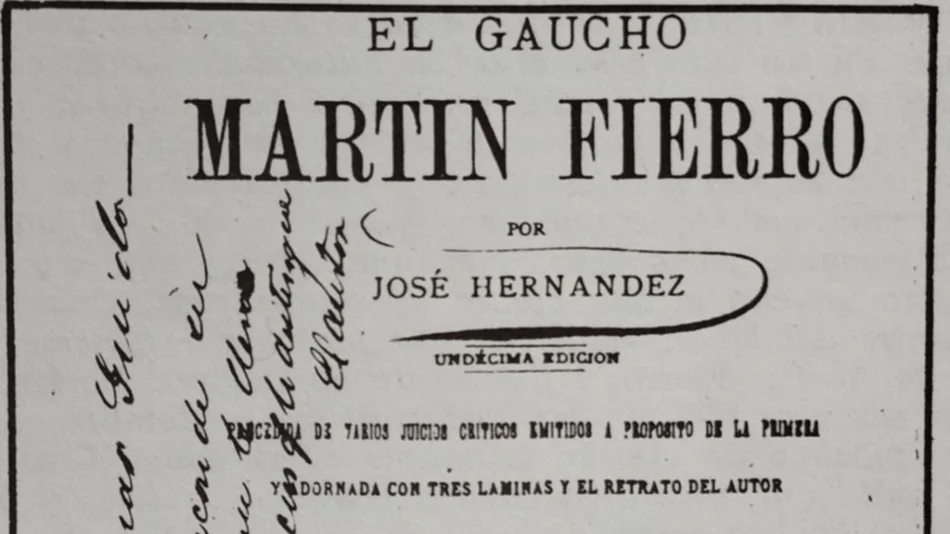 EL GAUCHO
MARTIN FIERRO
POR
JOSÉ HERNANDEZ
UNDÉCIMA EDICION
PRECEDIDA DE VARIOS JUICIOS CRITICOS EMITIDOS A PROPOSITO DE LA PRIMERA
Y ADORNADA CON TRES LAMINAS Y EL RETRATO DEL AUTOR
Guido
El autor